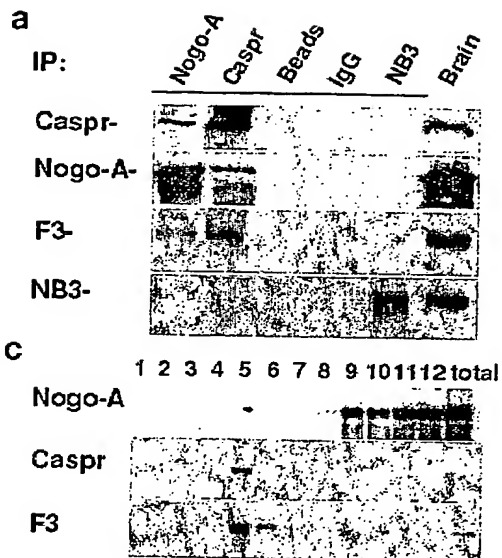 a
IP: Nogo-A Caspr Beads IgG NB3 Brain
Caspr-
Nogo-A-
F3-
NB3-
c
1 2 3 4 5 6 7 8 9 10 11 12 total
Nogo-A
Caspr
F3